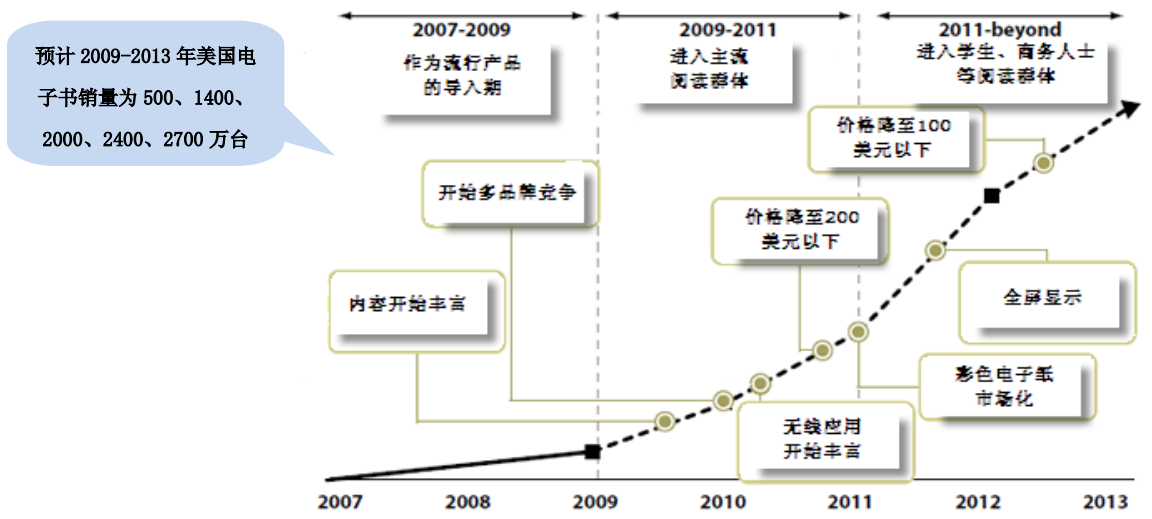 预计 2009-2013 年美国电
子书销量为 500、1400、
2000、2400、2700 万台
2007-2009
作为流行产品
的导入期
2009-2011
进入主流
阅读群体
2011-beyond
进入学生、商务人士
等阅读群体
价格降至100
美元以下
开始多品牌竞争
价格降至200
美元以下
内容开始丰富
全屏显示
彩色电子纸
市场化
无线应用
开始丰富
2007
2008
2009
2010
2011
2012
2013